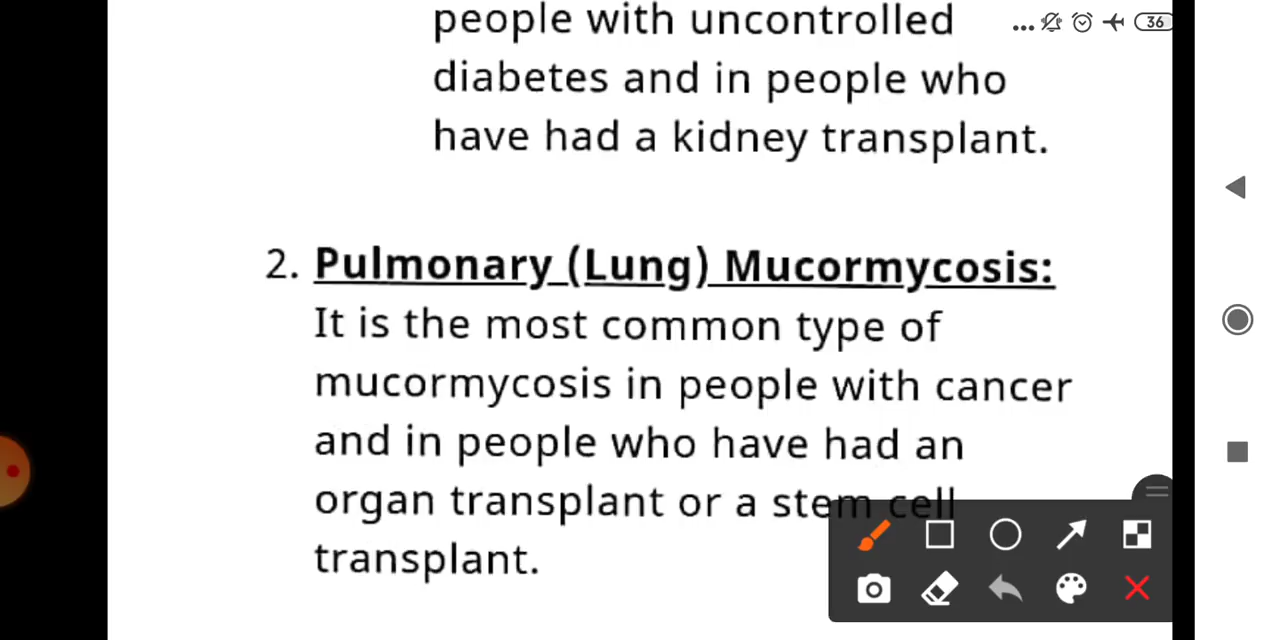 people with uncontrolled
... 36
diabetes and in people who
have had a kidney transplant.
2. Pulmonary (Lung) Mucormycosis:
It is the most common type of
mucormycosis in people with cancer
and in people who have had an
organ transplant or a stem cell
transplant.